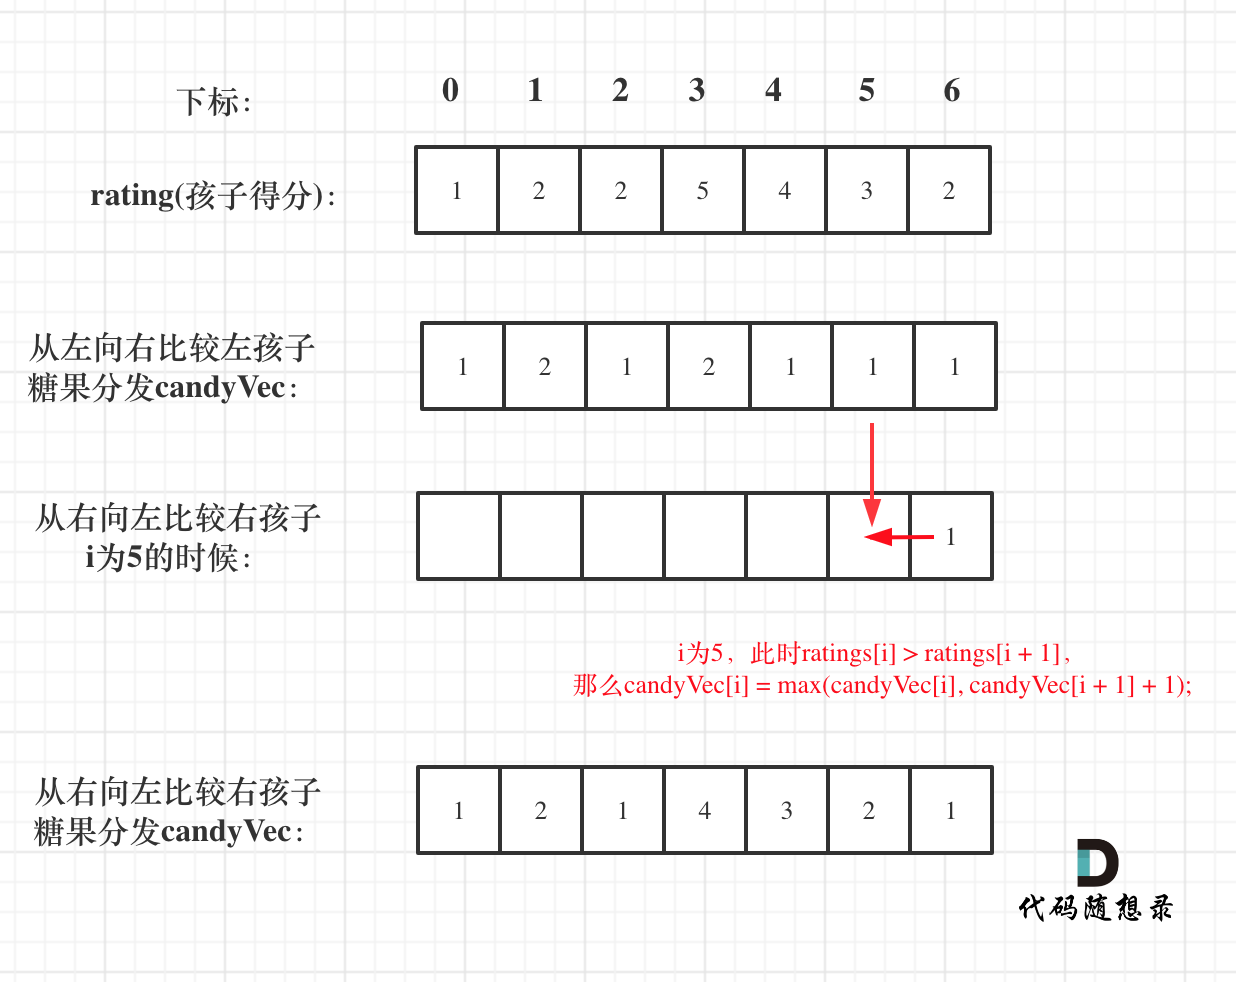 下标： 0 1 2 3 4 5 6
rating(孩子得分)： 1 2 2 5 4 3 2
从左向右比较左孩子
糖果分发candyVec： 1 2 1 2 1 1 1
从右向左比较右孩子
i为5的时候： 1
i为5，此时ratings[i] > ratings[i + 1]，
那么candyVec[i] = max(candyVec[i], candyVec[i + 1] + 1);
从右向左比较右孩子
糖果分发candyVec： 1 2 1 4 3 2 1
代码随想录